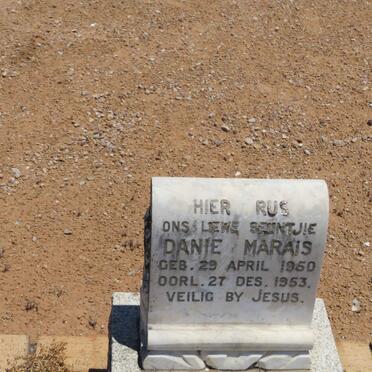 HIER RUS
ONS LIEWE SEUNTJIE
DANIE MARAIS
GEB. 29 APRIL 1950
OORL. 27 DES. 1953.
VEILIG BY JESUS.